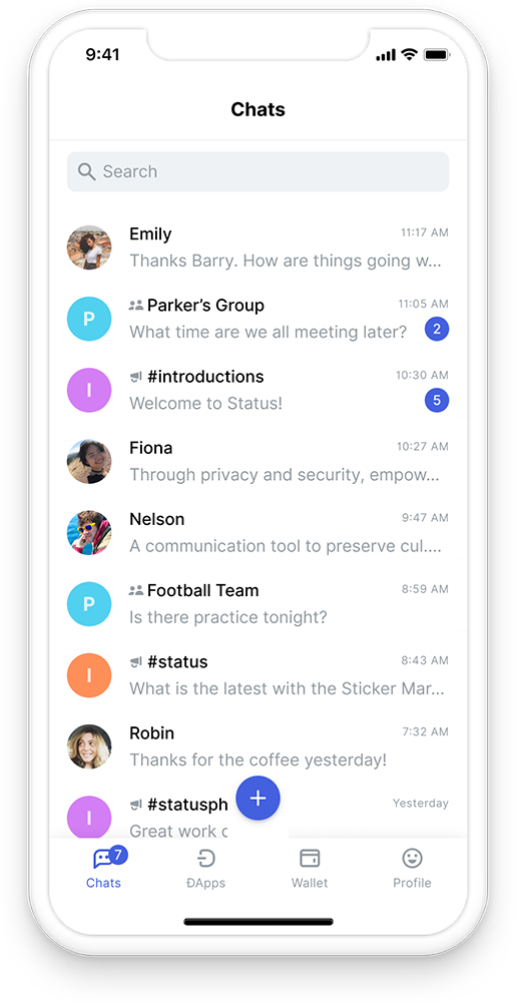 9:41
Chats
Search
Emily
11:17 AM
Thanks Barry. How are things going w...
P
Parker’s Group
11:05 AM
What time are we all meeting later?
2
I
#introductions
10:30 AM
Welcome to Status!
5
Fiona
10:27 AM
Through privacy and security, empow...
Nelson
9:47 AM
A communication tool to preserve cul....
P
Football Team
8:59 AM
Is there practice tonight?
I
#status
8:43 AM
What is the latest with the Sticker Mar...
Robin
7:32 AM
Thanks for the coffee yesterday!
I
#statusph
Yesterday
Great work
7
Chats
ÐApps
Wallet
Profile